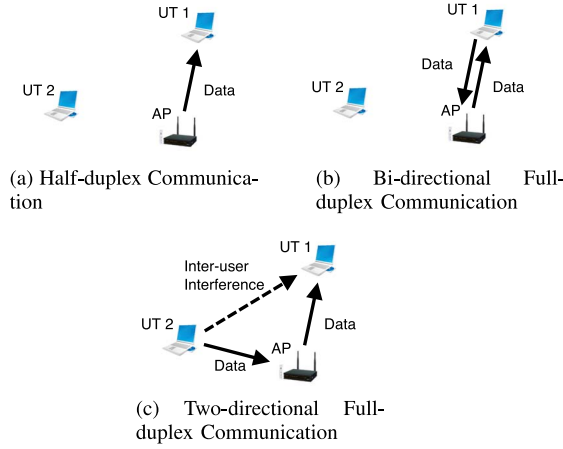 UT 1
UT 2
Data
AP
(a) Half-duplex Communica-
tion
UT 1
Data
UT 2
Data
AP
(b) Bi-directional Full-
duplex Communication
UT 1
Inter-user
Interference
UT 2
Data
AP
Data
(c) Two-directional Full-
duplex Communication